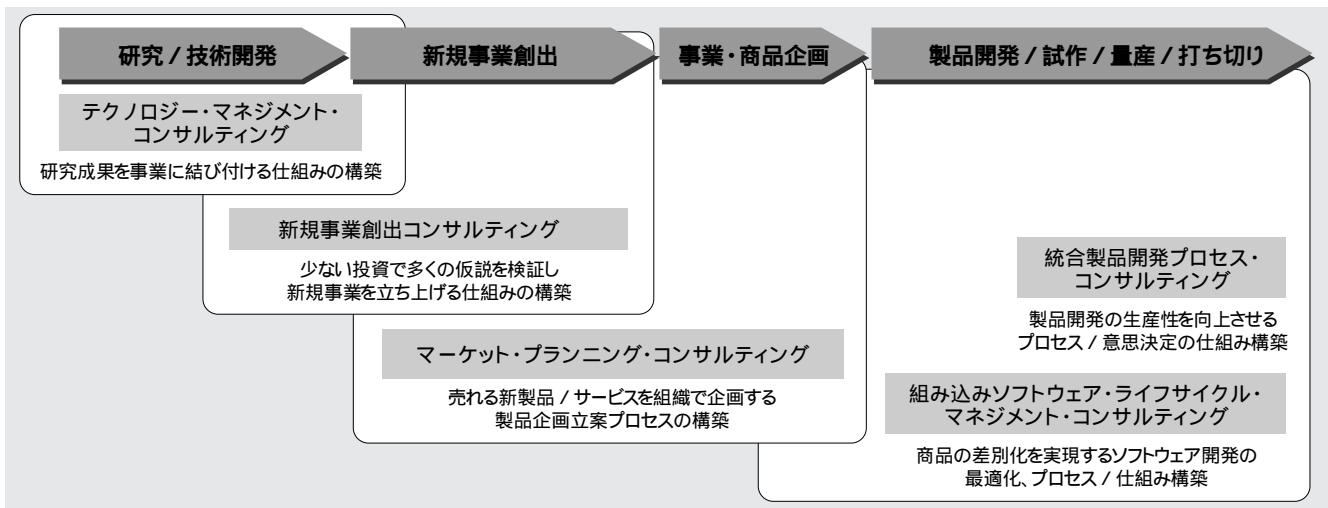 研究 / 技術開発
新規事業創出
事業・商品企画
製品開発 / 試作 / 量産 / 打ち切り
テクノロジー・マネジメント・
コンサルティング
研究成果を事業に結び付ける仕組みの構築
新規事業創出コンサルティング
少ない投資で多くの仮説を検証し
新規事業を立ち上げる仕組みの構築
マーケット・プランニング・コンサルティング
売れる新製品 / サービスを組織で企画する
製品企画立案プロセスの構築
統合製品開発プロセス・
コンサルティング
製品開発の生産性を向上させる
プロセス / 意思決定の仕組み構築
組み込みソフトウェア・ライフサイクル・
マネジメント・コンサルティング
商品の差別化を実現するソフトウェア開発の
最適化、プロセス / 仕組み構築